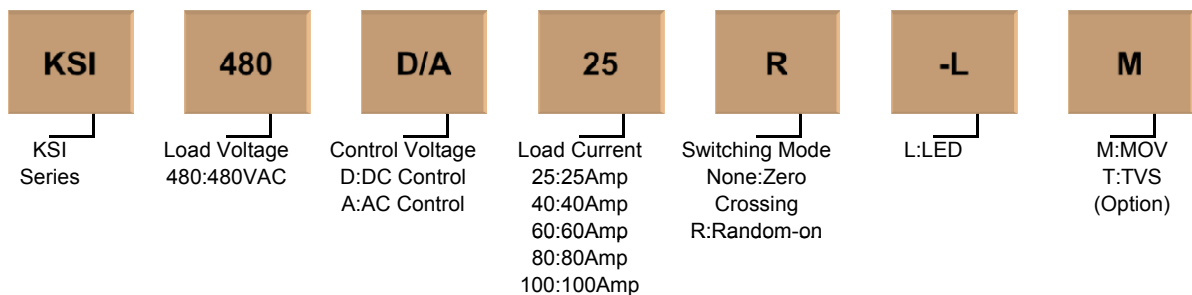 KSI 480 D/A 25 R -L M
KSI
Series
Load Voltage
480:480VAC
Control Voltage
D:DC Control
A:AC Control
Load Current
25:25Amp
40:40Amp
60:60Amp
80:80Amp
100:100Amp
Switching Mode
None:Zero
Crossing
R:Random-on
L:LED
M:MOV
T:TVS
(Option)